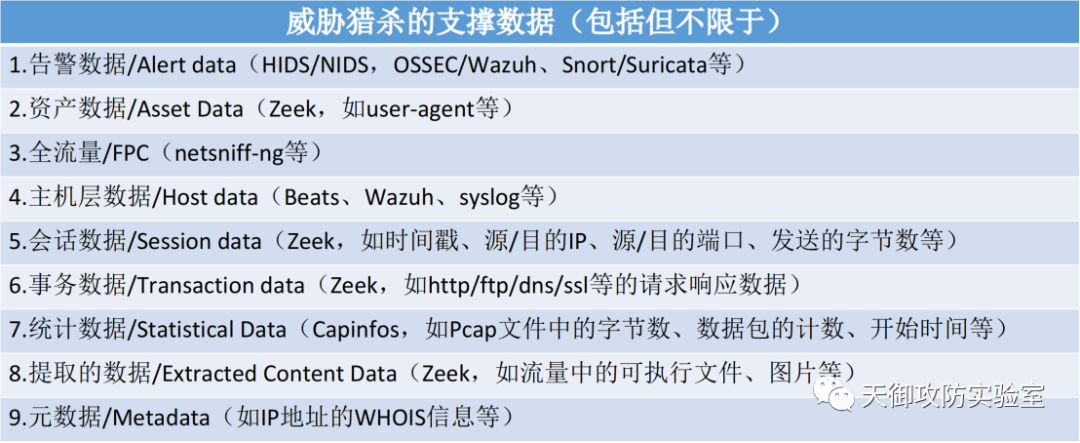 威胁猎杀的支撑数据（包括但不限于）
1.告警数据/Alert data（HIDS/NIDS，OSSEC/Wazuh、Snort/Suricata等）
2.资产数据/Asset Data（Zeek，如user-agent等）
3.全流量/FPC（netsniff-ng等）
4.主机层数据/Host data（Beats、Wazuh、syslog等）
5.会话数据/Session data（Zeek，如时间戳、源/目的IP、源/目的端口、发送的字节数等）
6.事务数据/Transaction data（Zeek，如http/ftp/dns/ssl等的请求响应数据）
7.统计数据/Statistical Data（Capinfos，如Pcap文件中的字节数、数据包的计数、开始时间等）
8.提取的数据/Extracted Content Data（Zeek，如流量中的可执行文件、图片等）
9.元数据/Metadata（如IP地址的WHOIS信息等）
天御攻防实验室